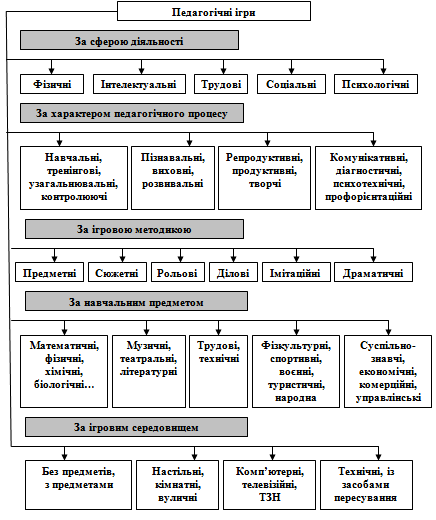 Педагогічні ігри
За сферою діяльності
Фізичні
Інтелектуальні
Трудові
Соціальні
Психологічні
За характером педагогічного процесу
Навчальні,
тренінгові,
узагальнювальні,
контролюючі
Пізнавальні,
виховні,
розвивальні
Репродуктивні,
продуктивні,
творчі
Комунікативні,
діагностичні,
психотехнічні,
профорієнтаційні
За ігровою методикою
Предметні
Сюжетні
Рольові
Ділові
Імітаційні
Драматичні
За навчальним предметом
Математичні,
фізичні,
хімічні,
біологічні...
Музичні,
театральні,
літературні
Трудові,
технічні
Фізкультурні,
спортивні,
воєнні,
туристичні,
народна
Суспільно-
знавчі,
економічні,
комерційні,
управлінські
За ігровим середовищем
Без предметів,
з предметами
Настільні,
кімнатні,
вуличні
Комп’ютерні,
телевізійні,
ТЗН
Технічні, із
засобами
пересування